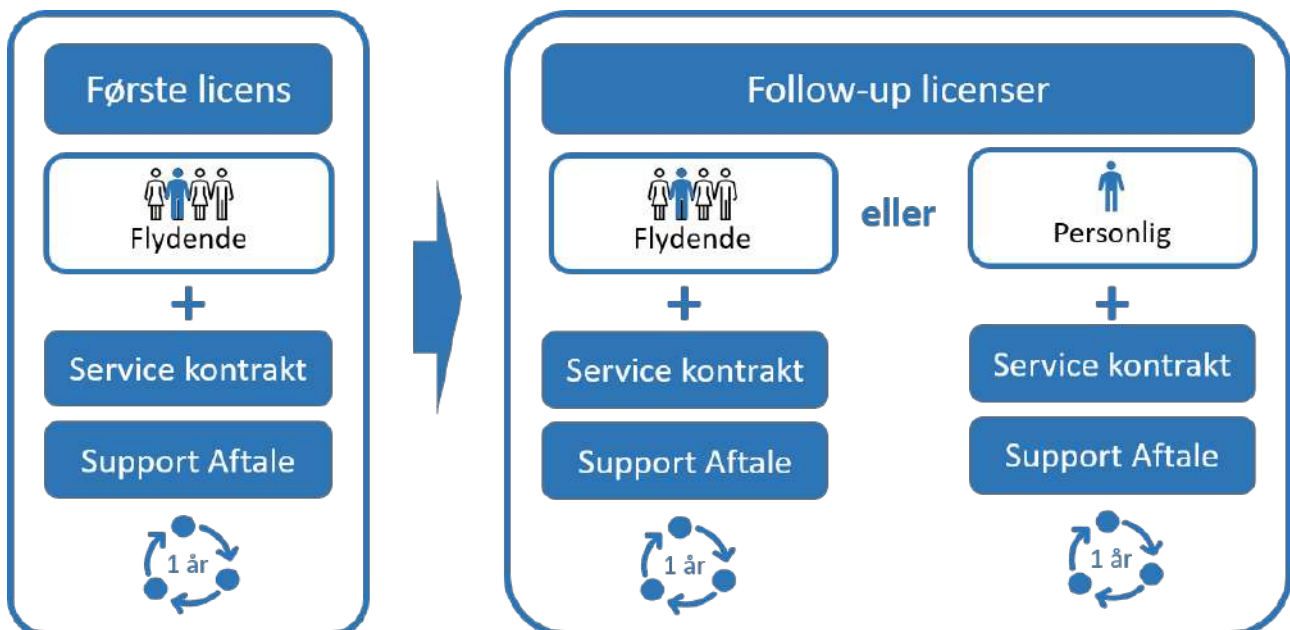 Første licens
Flydende
+
Service kontrakt
Support Aftale
1 år
Follow-up licenser
Flydende
+
Service kontrakt
Support Aftale
1 år
eller
Personlig
+
Service kontrakt
Support Aftale
1 år